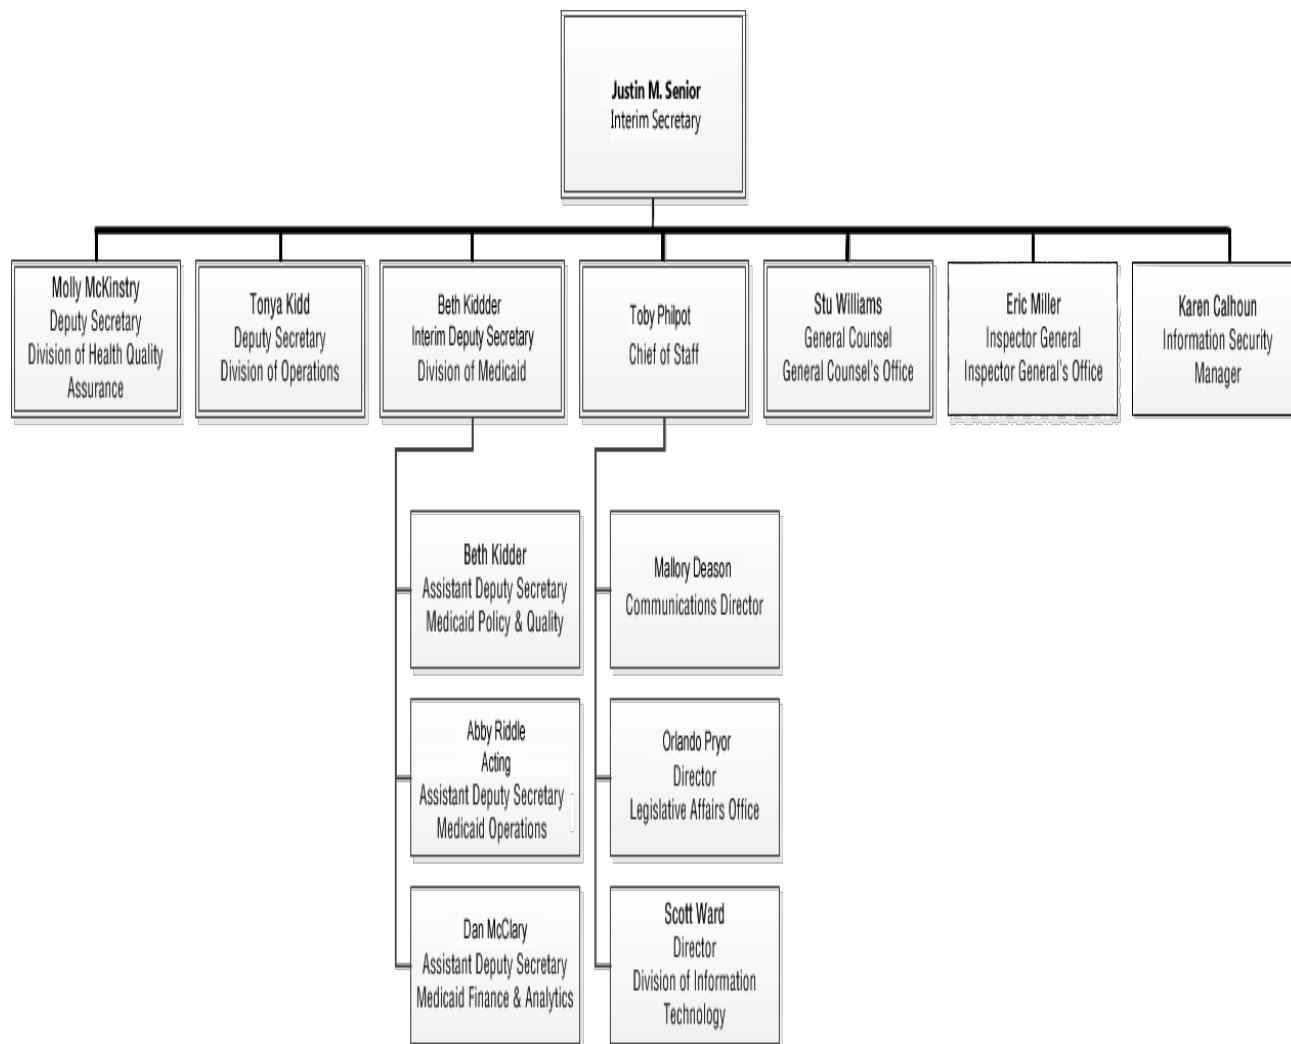 Justin M. Senior
Interim Secretary
Molly McKinstry
Deputy Secretary
Division of Health Quality
Assurance
Tonya Kidd
Deputy Secretary
Division of Operations
Beth Kiddder
Interim Deputy Secretary
Division of Medicaid
Toby Philpot
Chief of Staff
Stu Williams
General Counsel
General Counsel's Office
Eric Miller
Inspector General
Inspector General's Office
Karen Calhoun
Information Security
Manager
Beth Kidder
Assistant Deputy Secretary
Medicaid Policy & Quality
Abby Riddle
Acting
Assistant Deputy Secretary
Medicaid Operations
Dan McClary
Assistant Deputy Secretary
Medicaid Finance & Analytics
Mallory Deason
Communications Director
Orlando Pryor
Director
Legislative Affairs Office
Scott Ward
Director
Division of Information
Technology